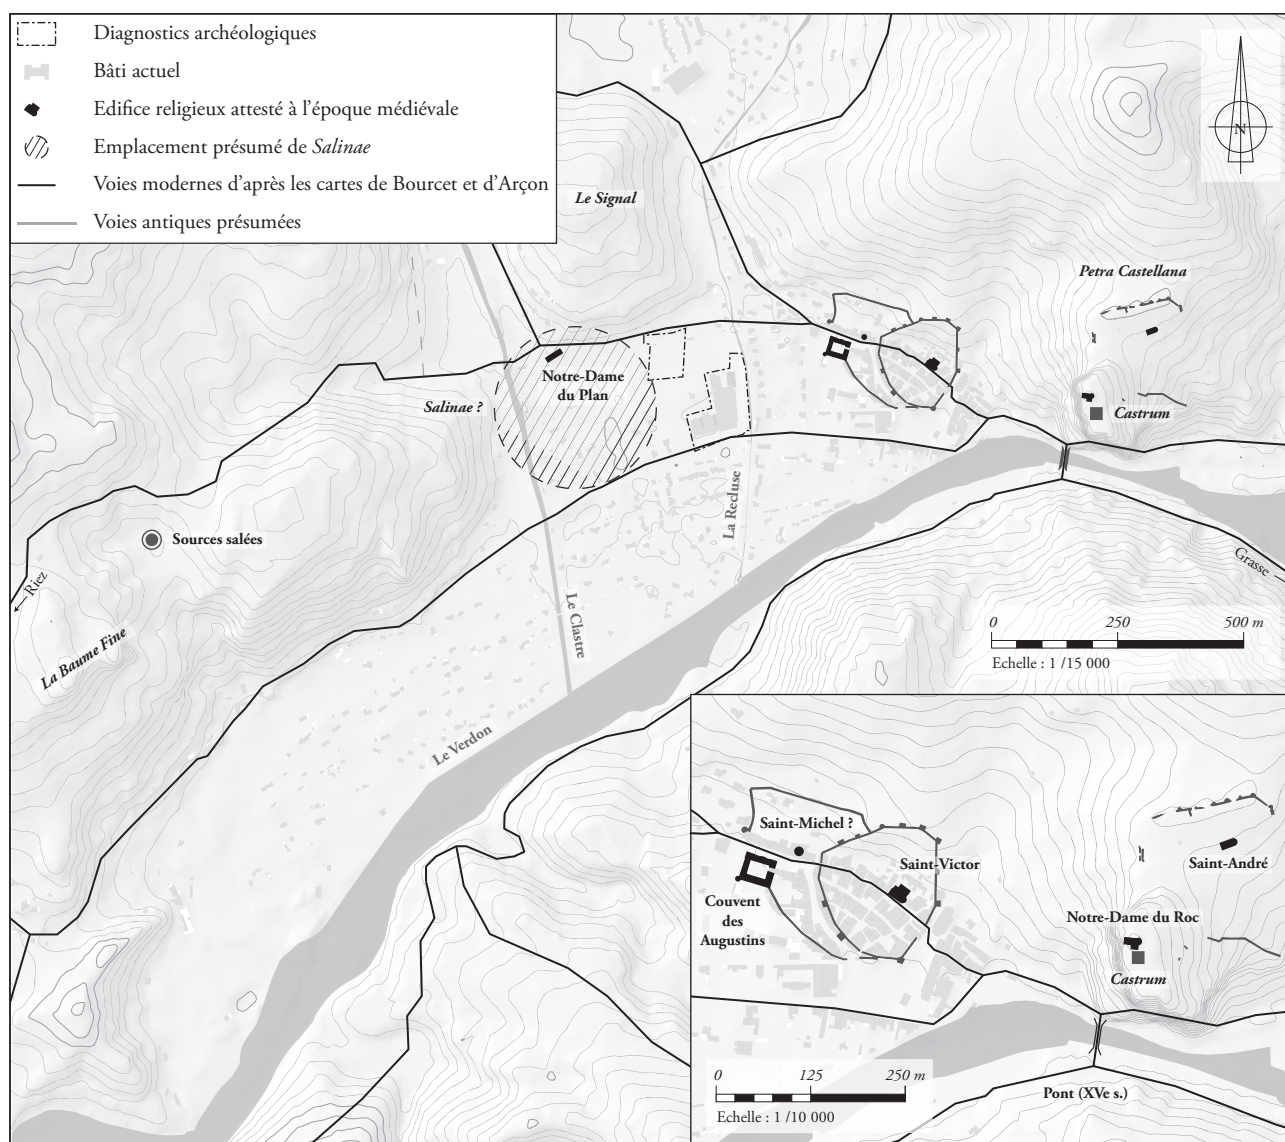 Diagnostics archéologiques
Bâti actuel
Edifice religieux attesté à l'époque médiévale
Emplacement présumé de Salinae
Voies modernes d'après les cartes de Bourcet et d'Arçon
Voies antiques présumées
N
Le Signal
Petra Castellana
Notre-Dame
du Plan
Salinae ?
Castrum
La Recluse
Sources salées
Riez
La Baume Fine
Le Clastre
Le Verdon
Grasse
0 250 500 m
Echelle : 1 /15 000
Saint-Michel ?
Saint-Victor
Saint-André
Couvent
des
Augustins
Notre-Dame du Roc
Castrum
0 125 250 m
Echelle : 1 /10 000
Pont (XVe s.)